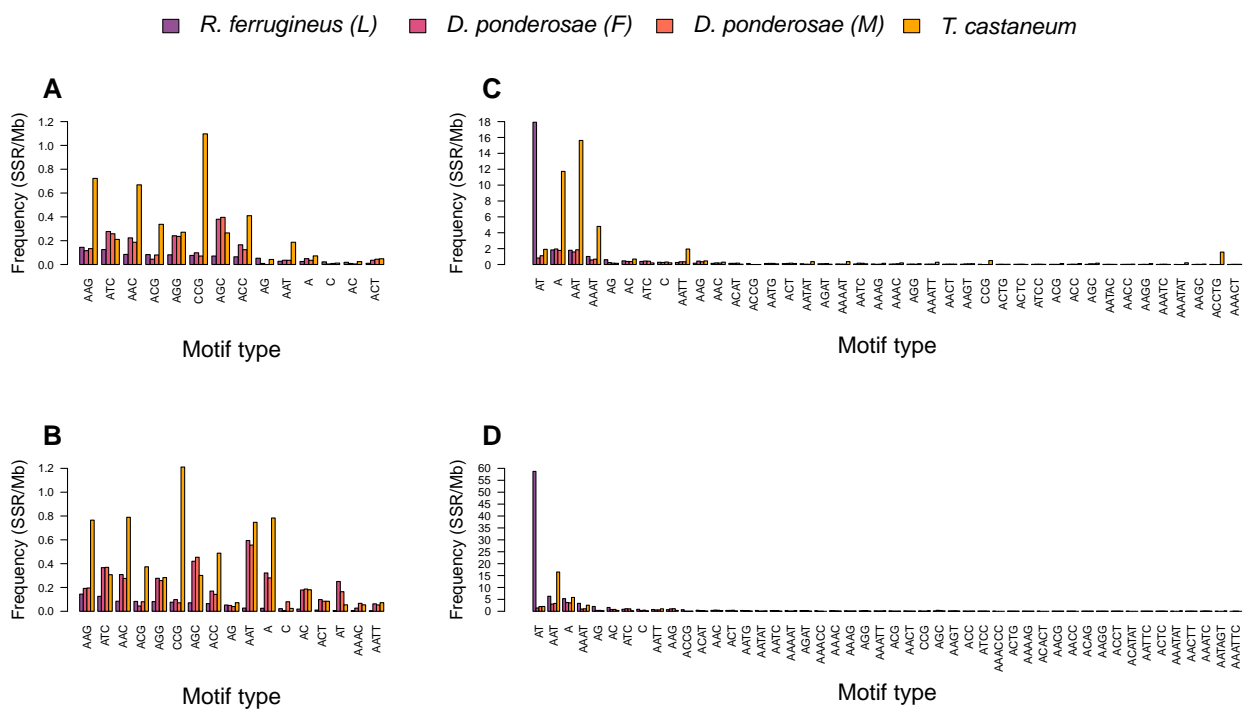 R. ferrugineus (L) D. ponderosae (F) D. ponderosae (M) T. castaneum
A
Frequency (SSR/Mb)
1.2
1.0
0.8
0.6
0.4
0.2
0.0
AAG ATC AAC ACG AGG CCG AGC ACC AG AAT A C AC ACT
Motif type
C
Frequency (SSR/Mb)
18
16
14
12
10
8
6
4
2
0
AT A AAT AAAT AG AC ATC C AATT AAG AAC ACAT ACCG AATG ACT AATAT AGAT AAAAT AATC AAAG AAAC AGG AAATT AACT AAGT CCG ACTG ACTC ATCC ACG ACC AGC AATAC AACC AAGG AAATC AAATAT AAGC ACCTG AAACT
Motif type
B
Frequency (SSR/Mb)
1.2
1.0
0.8
0.6
0.4
0.2
0.0
AAG ATC AAC ACG AGG CCG AGC ACC AG AAT A C AC ACT AT AAAC AATT
Motif type
D
Frequency (SSR/Mb)
60
55
50
45
40
35
30
25
20
15
10
5
0
AT AAT A AAAT AG AC ATC C AATT AAG ACCG ACAT AAC ACT AATG AATAT AATC AAAAT AGAT AAACC AAAC AAAG AGG AAATT ACG AACT CCG AGC AAGT ACC ATCC AAACCC ACTG AAAAG ACACT AACG AACC ACAG AAGG ACCT ACATAT AATTC ACTC AAATAT AACTT AAATC AATAGT AAATTC
Motif type